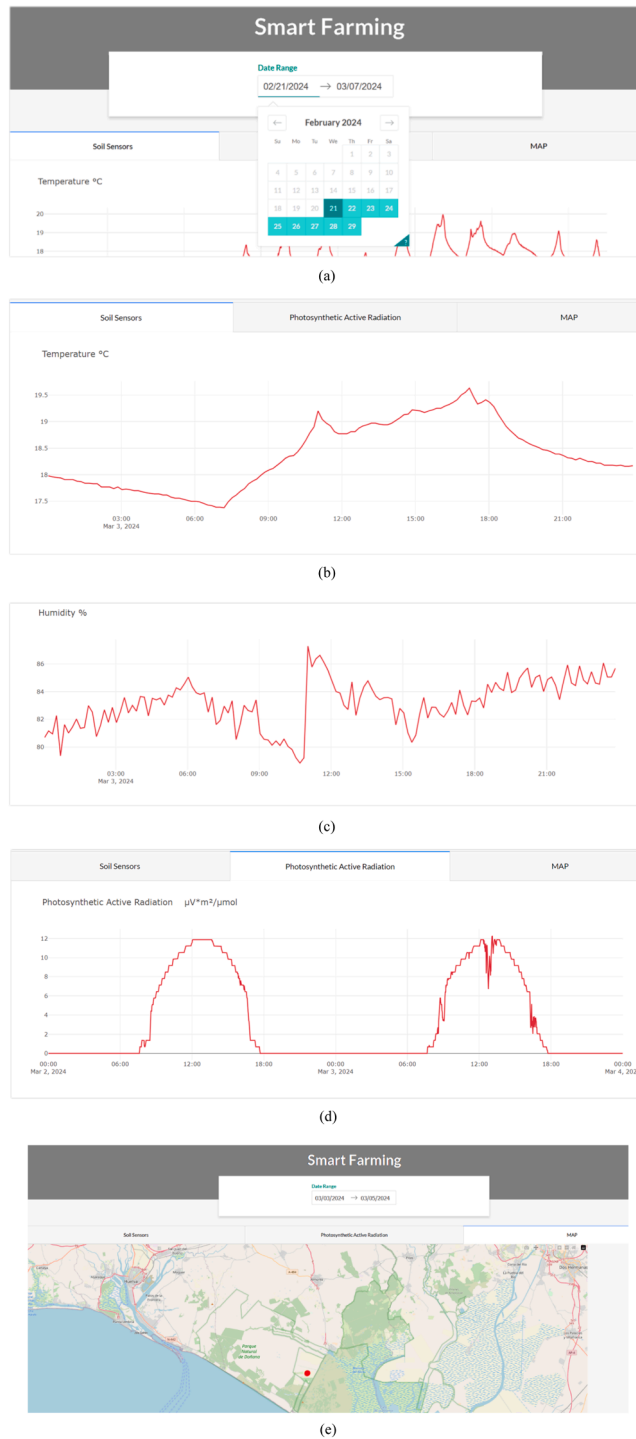 Smart Farming
Date Range
02/21/2024 → 03/07/2024
← February 2024 →
Su Mo Tu We Th Fr Sa
1 2 3
4 5 6 7 8 9 10
11 12 13 14 15 16 17
18 19 20 21 22 23 24
25 26 27 28 29
Soil Sensors MAP
Temperature °C
20
18
(a)
Soil Sensors Photosynthetic Active Radiation MAP
Temperature °C
19.5
19
18.5
18
17.5
03:00 06:00 09:00 12:00 15:00 18:00 21:00
Mar 3, 2024
(b)
Humidity %
86
84
82
80
03:00 06:00 09:00 12:00 15:00 18:00 21:00
Mar 3, 2024
(c)
Soil Sensors Photosynthetic Active Radiation MAP
Photosynthetic Active Radiation μV*m²/μmol
12
10
8
6
4
2
0
00:00 06:00 12:00 18:00 00:00 06:00 12:00 18:00 00:00
Mar 2, 2024 Mar 3, 2024 Mar 4, 202
(d)
Smart Farming
Date Range
03/03/2024 → 03/05/2024
Soil Sensors Photosynthetic Active Radiation MAP
Parque
Natural
de Doñana
(e)